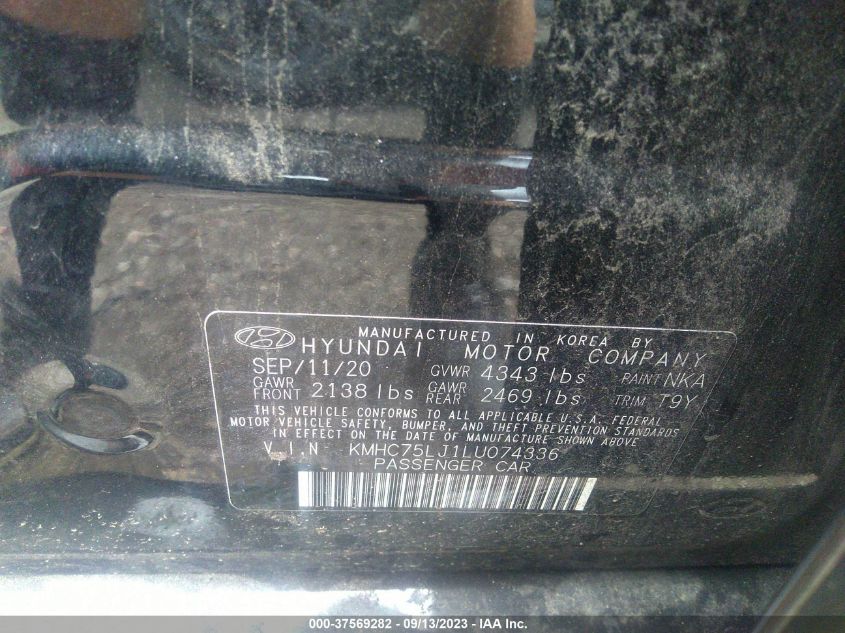 MANUFACTURED IN KOREA BY
HYUNDAI MOTOR COMPANY
SEP/11/20 GVWR 4343 lbs PAINT NKA
GAWR FRONT 2138 lbs GAWR REAR 2469 lbs TRIM T9Y
THIS VEHICLE CONFORMS TO ALL APPLICABLE U.S.A. FEDERAL
MOTOR VEHICLE SAFETY, BUMPER, AND THEFT PREVENTION STANDARDS
IN EFFECT ON THE DATE OF MANUFACTURE SHOWN ABOVE
V.I.N KMHC75LJ1LU074336
PASSENGER CAR
000-37569282 - 09/13/2023 - IAA Inc.